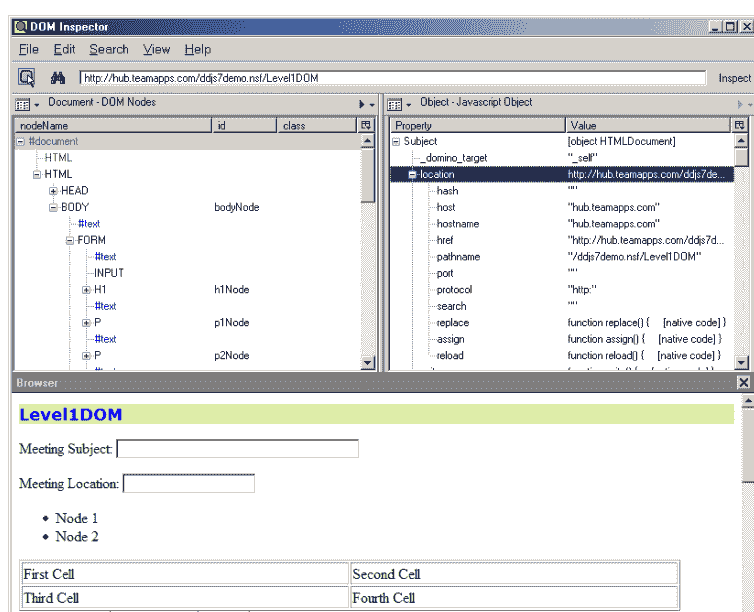 DOM Inspector
File Edit Search View Help
http://hub.teamapps.com/ddjs7demo.nsf/Level1DOM Inspect
Document - DOM Nodes
nodeName id class
#document
HTML
HTML
HEAD
BODY bodyNode
#text
FORM
#text
INPUT
H1 h1Node
#text
P p1Node
#text
P p2Node
Object - Javascript Object
Property Value
Subject [object HTMLDocument]
_domino_target "_self"
location http://hub.teamapps.com/ddjs7de...
hash ""
host "hub.teamapps.com"
hostname "hub.teamapps.com"
href "http://hub.teamapps.com/ddjs7d...
pathname "/ddjs7demo.nsf/Level1DOM"
port ""
protocol "http:"
search ""
replace function replace() { [native code] }
assign function assign() { [native code] }
reload function reload() { [native code] }
Browser
Level1DOM
Meeting Subject:
Meeting Location:
Node 1
Node 2
First Cell Second Cell
Third Cell Fourth Cell